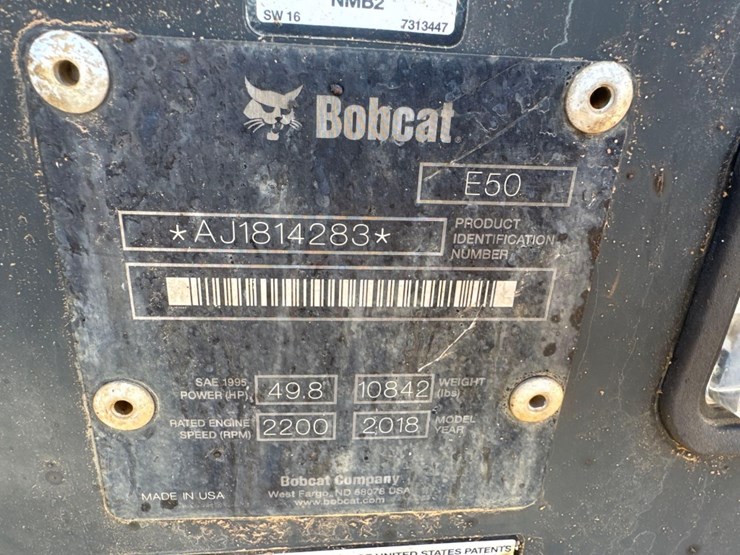 NMB2
SW 16 7313447
Bobcat
E50
*AJ1814283*
PRODUCT
IDENTIFICATION
NUMBER
SAE 1995
POWER (HP) 49.8 10842 WEIGHT
(lbs)
RATED ENGINE
SPEED (RPM) 2200 2018 MODEL
YEAR
Bobcat Company
West Fargo, ND 58078 USA
www.bobcat.com
MADE IN USA
UNITED STATES PATENTS